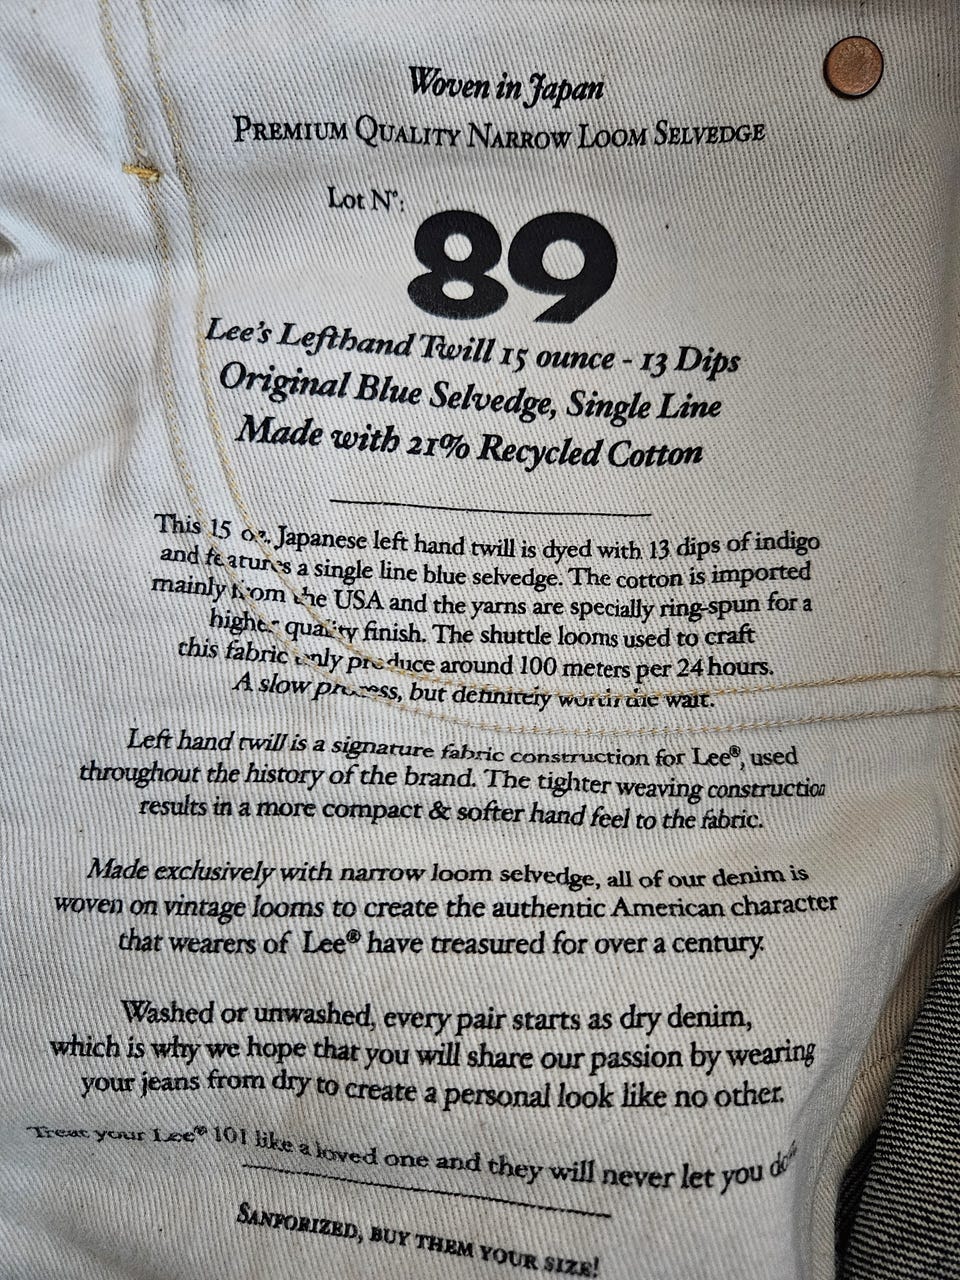 Woven in Japan
PREMIUM QUALITY NARROW LOOM SELVEDGE
Lot N°:
89
Lee's Lefthand Twill 15 ounce - 13 Dips
Original Blue Selvedge, Single Line
Made with 21% Recycled Cotton
This 15 oz. Japanese left hand twill is dyed with 13 dips of indigo
and features a single line blue selvedge. The cotton is imported
mainly from the USA and the yarns are specially ring-spun for a
higher quality finish. The shuttle looms used to craft
this fabric only produce around 100 meters per 24 hours.
A slow process, but definitely worth the wait.
Left hand twill is a signature fabric construction for Lee®, used
throughout the history of the brand. The tighter weaving construction
results in a more compact & softer hand feel to the fabric.
Made exclusively with narrow loom selvedge, all of our denim is
woven on vintage looms to create the authentic American character
that wearers of Lee® have treasured for over a century.
Washed or unwashed, every pair starts as dry denim,
which is why we hope that you will share our passion by wearing
your jeans from dry to create a personal look like no other.
Treat your Lee® 101 like a loved one and they will never let you
SANFORIZED, BUY THEM YOUR SIZE!